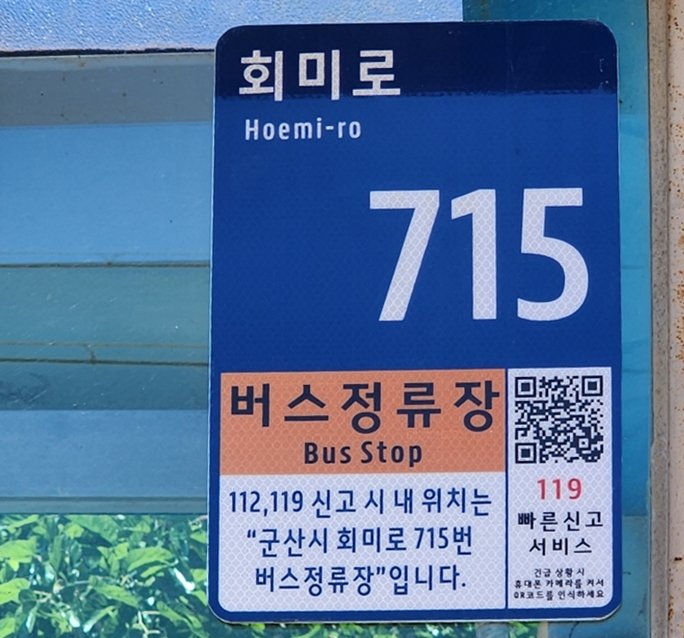 회미로
Hoemi-ro
715
버스정류장
Bus Stop
112,119 신고 시 내 위치는
“군산시 회미로 715번
버스정류장”입니다.
119
빠른신고
서비스
긴급 상황 시
휴대폰 카메라를 켜서
QR코드를 인식하세요